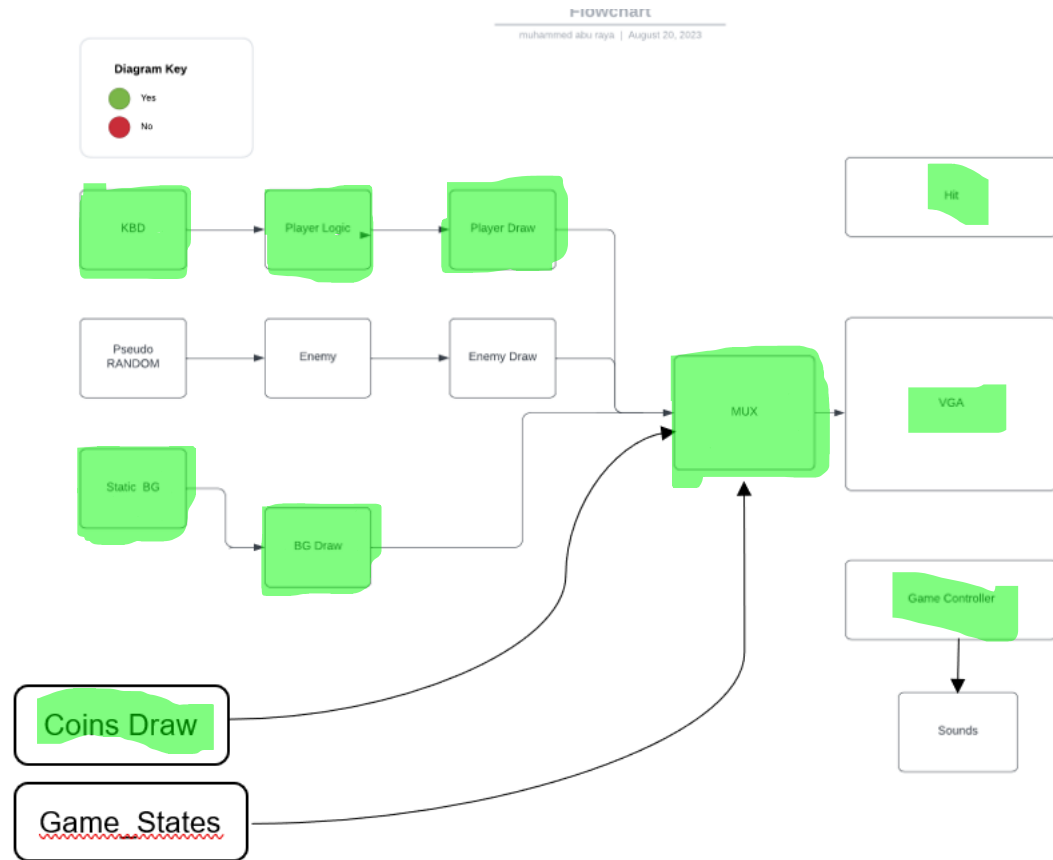 Flowchart
muhammed abu raya | August 20, 2023
Diagram Key
Yes
No
KBD
Player Logic
Player Draw
Hit
Pseudo
RANDOM
Enemy
Enemy Draw
MUX
VGA
Static BG
BG Draw
Game Controller
Coins Draw
Sounds
Game_States